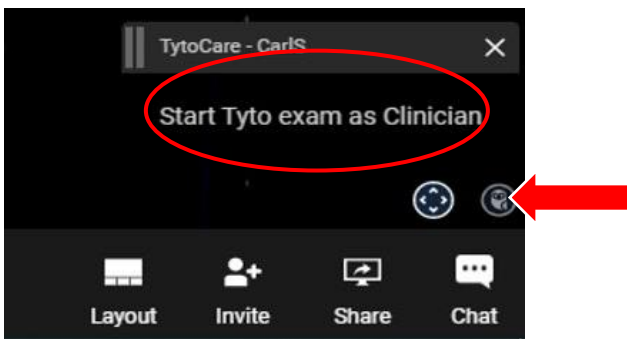 TytoCare - CarlS
Start Tyto exam as Clinician
Layout Invite Share Chat